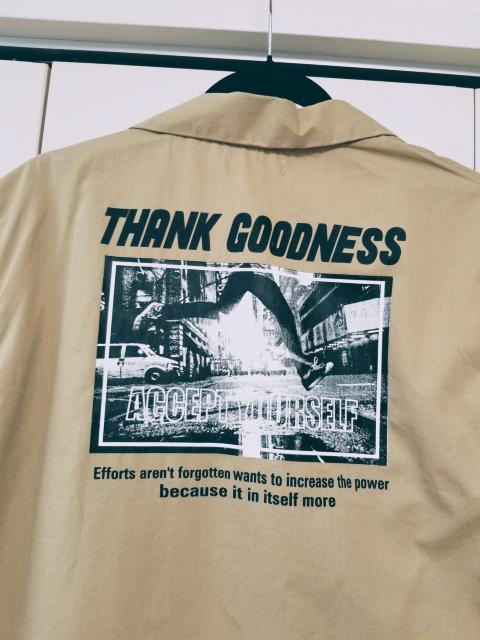 THANK GOODNESS
ACCEPT YOURSELF
Efforts aren't forgotten wants to increase the power
because it in itself more